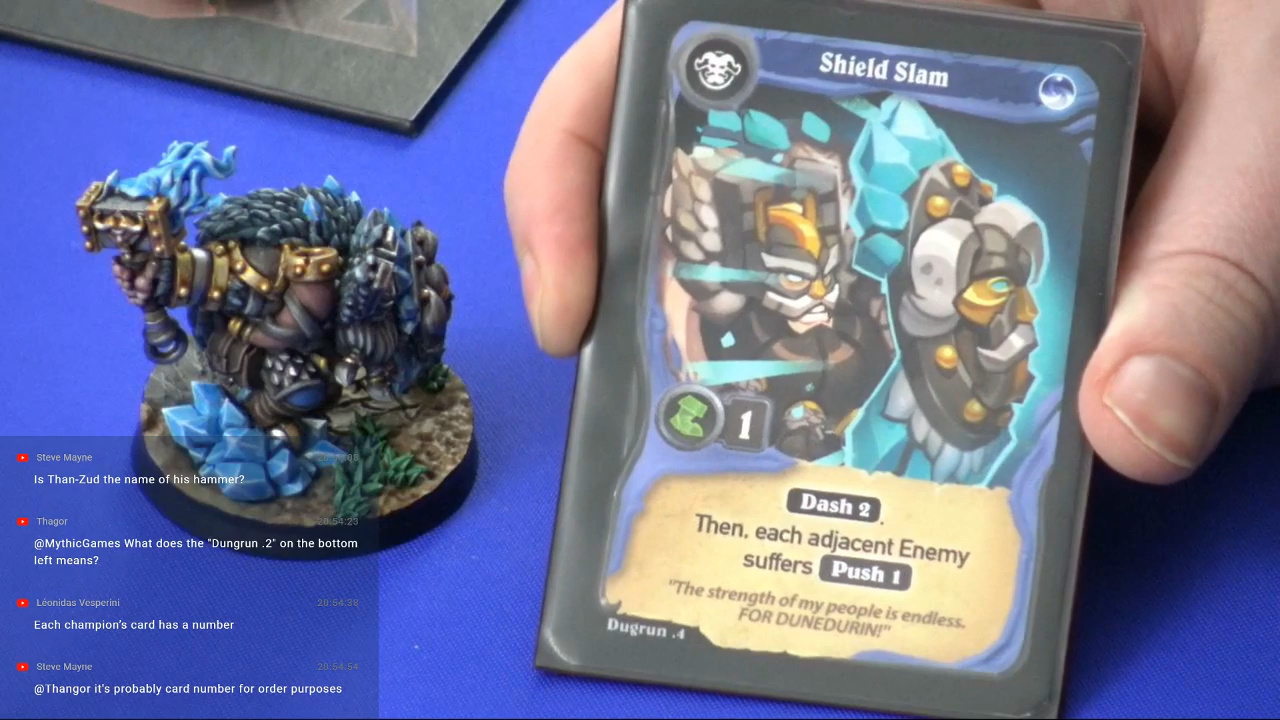 Shield Slam
1
Dash 2.
Then, each adjacent Enemy
suffers Push 1
"The strength of my people is endless.
FOR DUNEDURIN!"
Dugrun .4
Steve Mayne
Is Than-Zud the name of his hammer?
Thagor 20:54:23
@MythicGames What does the "Dungrun .2" on the bottom
left means?
Léonidas Vesperini 20:54:38
Each champion's card has a number
Steve Mayne 20:54:54
@Thangor it's probably card number for order purposes